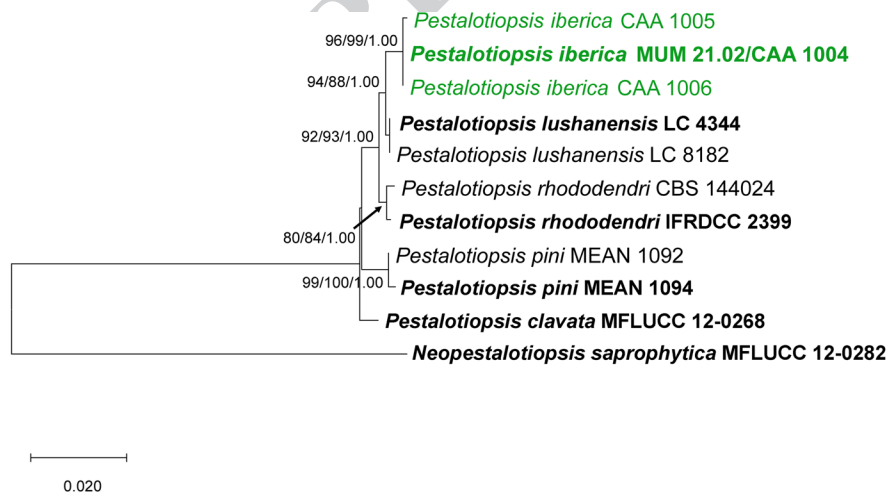 Pestalotiopsis iberica CAA 1005
96/99/1.00
Pestalotiopsis iberica MUM 21.02/CAA 1004
94/88/1.00
Pestalotiopsis iberica CAA 1006
Pestalotiopsis lushanensis LC 4344
92/93/1.00
Pestalotiopsis lushanensis LC 8182
Pestalotiopsis rhododendri CBS 144024
Pestalotiopsis rhododendri IFRDCC 2399
80/84/1.00
Pestalotiopsis pini MEAN 1092
99/100/1.00
Pestalotiopsis pini MEAN 1094
Pestalotiopsis clavata MFLUCC 12-0268
Neopestalotiopsis saprophytica MFLUCC 12-0282
0.020